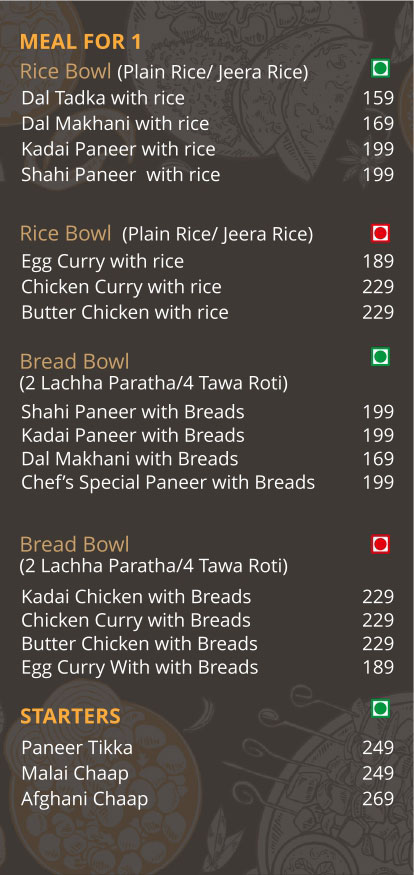 MEAL FOR 1
Rice Bowl (Plain Rice/ Jeera Rice)
Dal Tadka with rice 159
Dal Makhani with rice 169
Kadai Paneer with rice 199
Shahi Paneer with rice 199
Rice Bowl (Plain Rice/ Jeera Rice)
Egg Curry with rice 189
Chicken Curry with rice 229
Butter Chicken with rice 229
Bread Bowl
(2 Lachha Paratha/4 Tawa Roti)
Shahi Paneer with Breads 199
Kadai Paneer with Breads 199
Dal Makhani with Breads 169
Chef’s Special Paneer with Breads 199
Bread Bowl
(2 Lachha Paratha/4 Tawa Roti)
Kadai Chicken with Breads 229
Chicken Curry with Breads 229
Butter Chicken with Breads 229
Egg Curry With with Breads 189
STARTERS
Paneer Tikka 249
Malai Chaap 249
Afghani Chaap 269